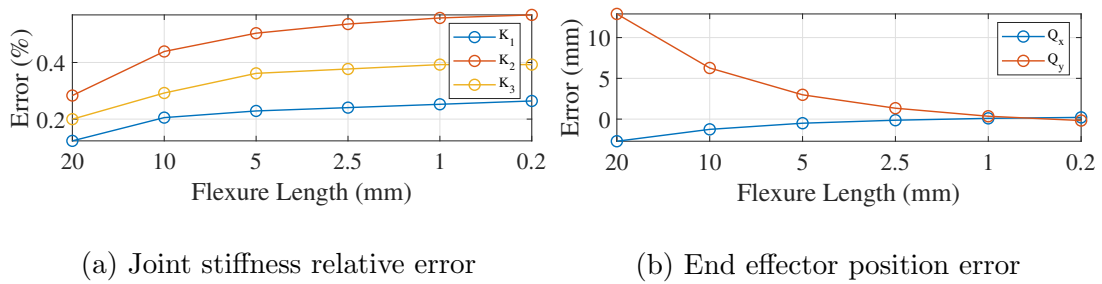 Error (%)
0.4
0.2
K1
K2
K3
20 10 5 2.5 1 0.2
Flexure Length (mm)
(a) Joint stiffness relative error
Error (mm)
10
5
0
Qx
Qy
20 10 5 2.5 1 0.2
Flexure Length (mm)
(b) End effector position error